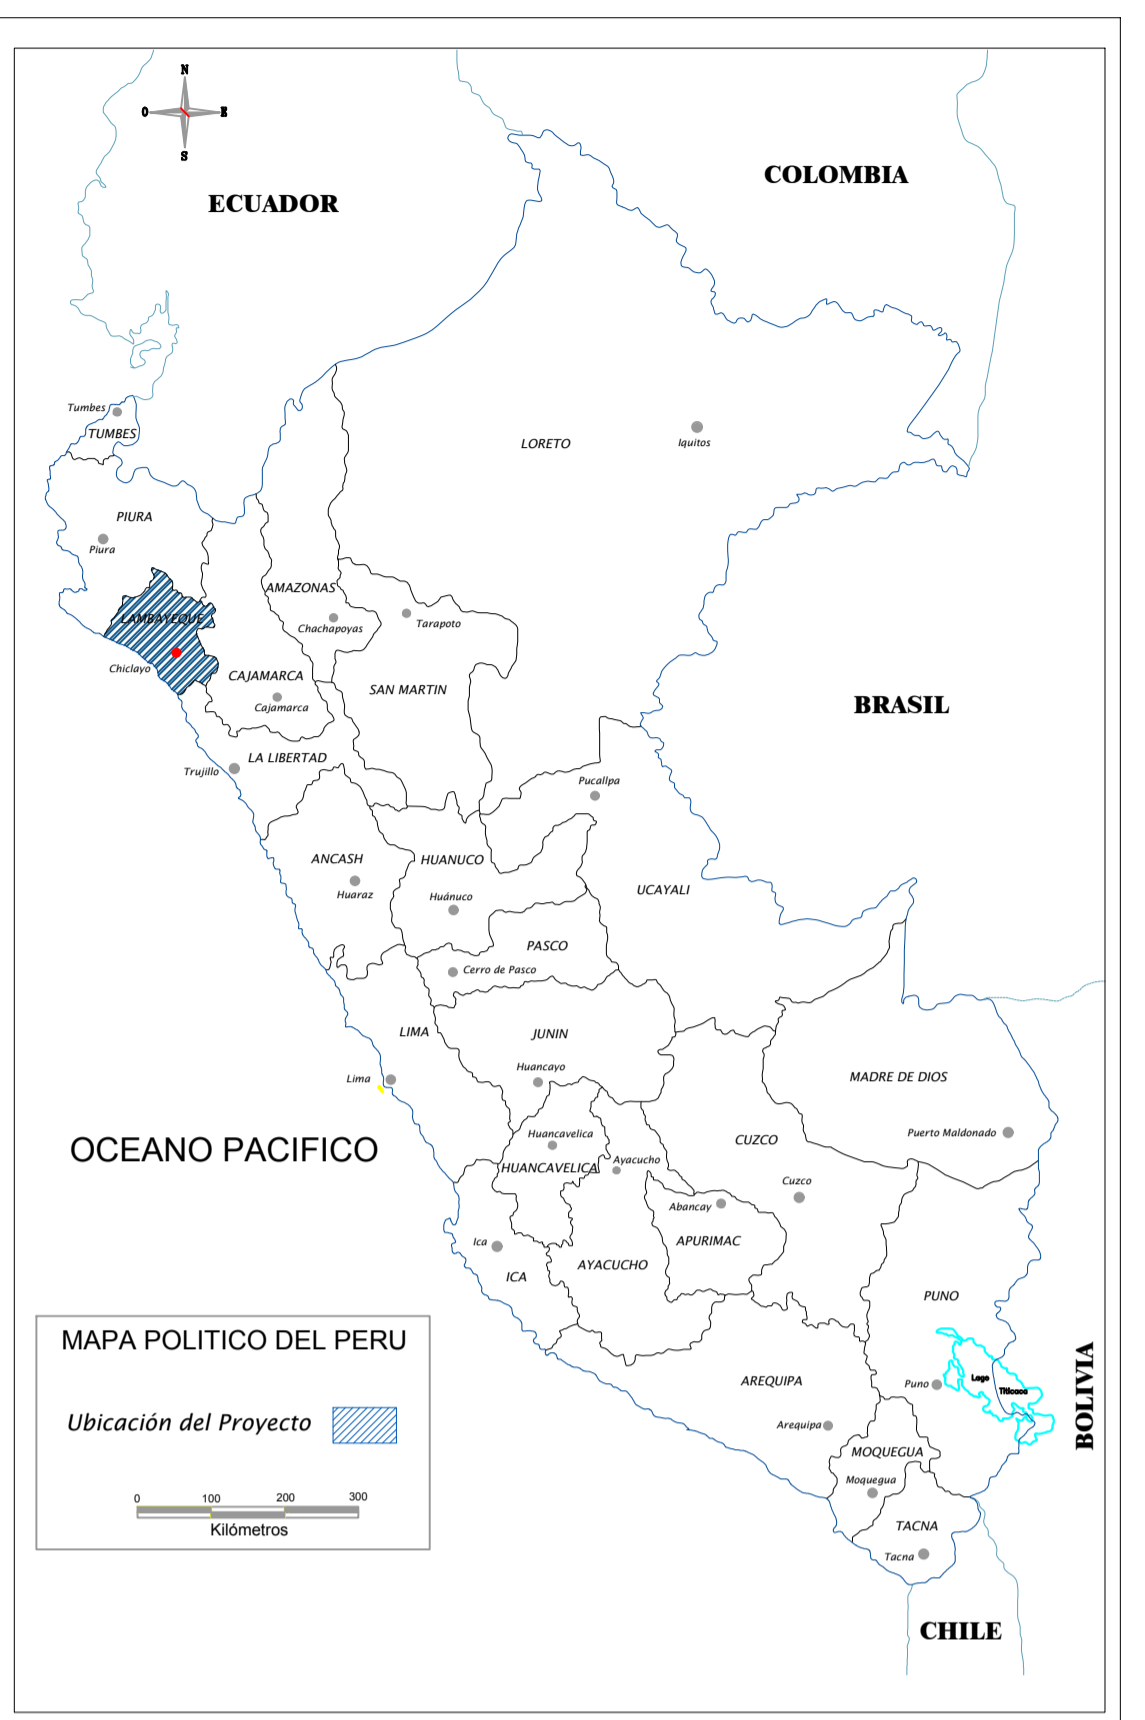 N
O
E
S
ECUADOR
COLOMBIA
Tumbes
TUMBES
LORETO
Iquitos
PIURA
Piura
AMAZONAS
Chachapoyas
Tarapoto
LAMBAYEQUE
Chiclayo
CAJAMARCA
Cajamarca
SAN MARTIN
BRASIL
LA LIBERTAD
Trujillo
Pucallpa
ANCASH
Huaraz
HUANUCO
Huánuco
UCAYALI
PASCO
Cerro de Pasco
LIMA
JUNIN
Huancayo
Lima
MADRE DE DIOS
Puerto Maldonado
OCEANO PACIFICO
Huancavelica
HUANCAVELICA
Ayacucho
CUZCO
Cuzco
Abancay
APURIMAC
Ica
ICA
AYACUCHO
PUNO
Puno
Lago
Titicaca
BOLIVIA
AREQUIPA
Arequipa
MOQUEGUA
Moquegua
TACNA
Tacna
CHILE
MAPA POLITICO DEL PERU
Ubicación del Proyecto
0 100 200 300
Kilómetros